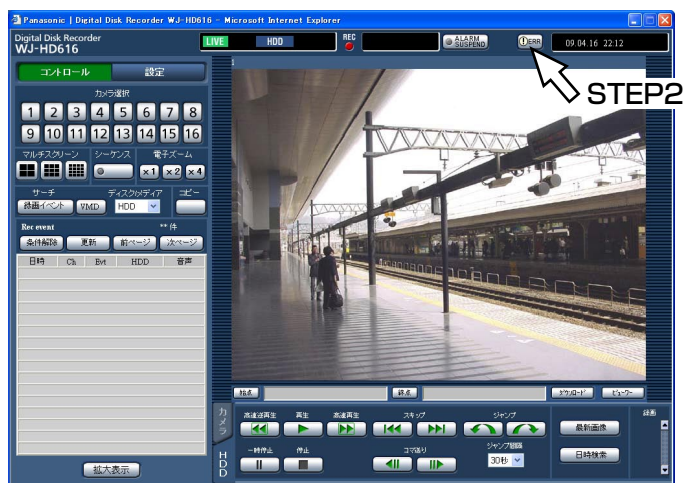 Panasonic | Digital Disk Recorder WJ-HD616 - Microsoft Internet Explorer
Digital Disk Recorder
WJ-HD616
LIVE HDD REC ALARM SUSPEND ERR 09.04.16 22:12
STEP2
コントロール 設定
カメラ選択
1 2 3 4 5 6 7 8
9 10 11 12 13 14 15 16
マルチスクリーン シーケンス 電子ズーム
×1 ×2 ×4
サーチ ディスク/メディア コピー
録画イベント VMD HDD
Rec event ** 件
条件解除 更新 前ページ 次ページ
日時 Ch Evt HDD 音声
拡大表示
1
始点 終点 ダウンロード ビューワー
カメラ
HDD
高速逆再生 再生 高速再生 スキップ ジャンプ 録画
最新画像
一時停止 停止 コマ送り ジャンプ間隔
30秒
日時検索